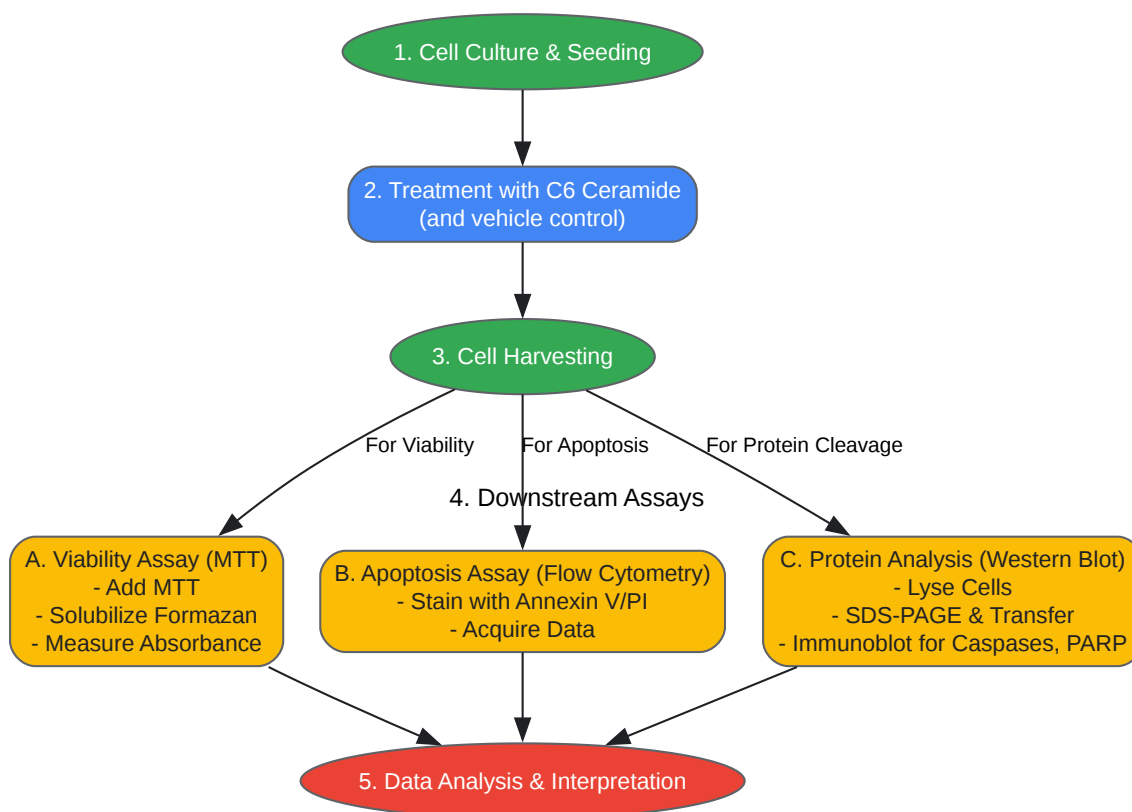 1. Cell Culture & Seeding
2. Treatment with C6 Ceramide
(and vehicle control)
3. Cell Harvesting
For Viability
For Apoptosis
For Protein Cleavage
4. Downstream Assays
A. Viability Assay (MTT)
- Add MTT
- Solubilize Formazan
- Measure Absorbance
B. Apoptosis Assay (Flow Cytometry)
- Stain with Annexin V/PI
- Acquire Data
C. Protein Analysis (Western Blot)
- Lyse Cells
- SDS-PAGE & Transfer
- Immunoblot for Caspases, PARP
5. Data Analysis & Interpretation